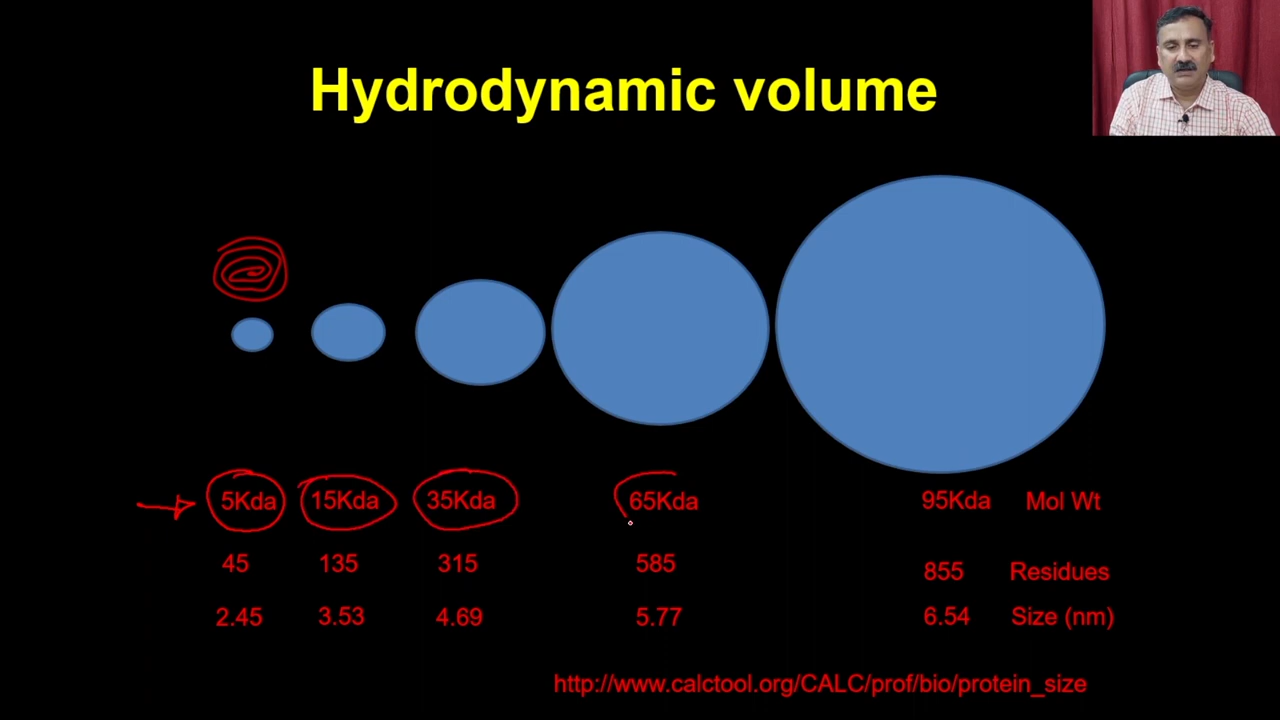 Hydrodynamic volume
5Kda 15Kda 35Kda 65Kda 95Kda Mol Wt
45 135 315 585 855 Residues
2.45 3.53 4.69 5.77 6.54 Size (nm)
http://www.calctool.org/CALC/prof/bio/protein_size